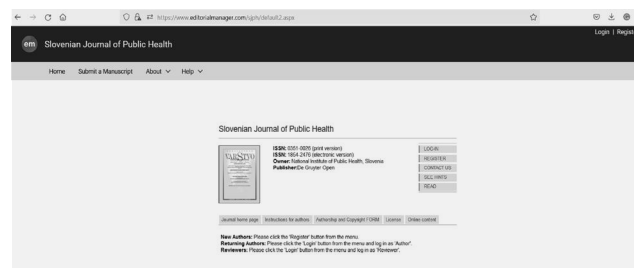 https://www.editorialmanager.com/sjph/default2.aspx
Login | Regist
em Slovenian Journal of Public Health
Home Submit a Manuscript About Help
Slovenian Journal of Public Health
VARSTVO
ISSN: 0351-0026 (print version)
ISSN: 1854-2476 (electronic version)
Owner: National Institute of Public Health, Slovenia
Publisher:De Gruyter Open
LOG-IN
REGISTER
CONTACT US
SEE HINTS
READ
Journal home page Instructions for authors Authorship and Copyright FORM License Online content
New Authors: Please click the 'Register' button from the menu.
Returning Authors: Please click the 'Login' button from the menu and log in as 'Author'.
Reviewers: Please click the 'Login' button from the menu and log in as 'Reviewer'.